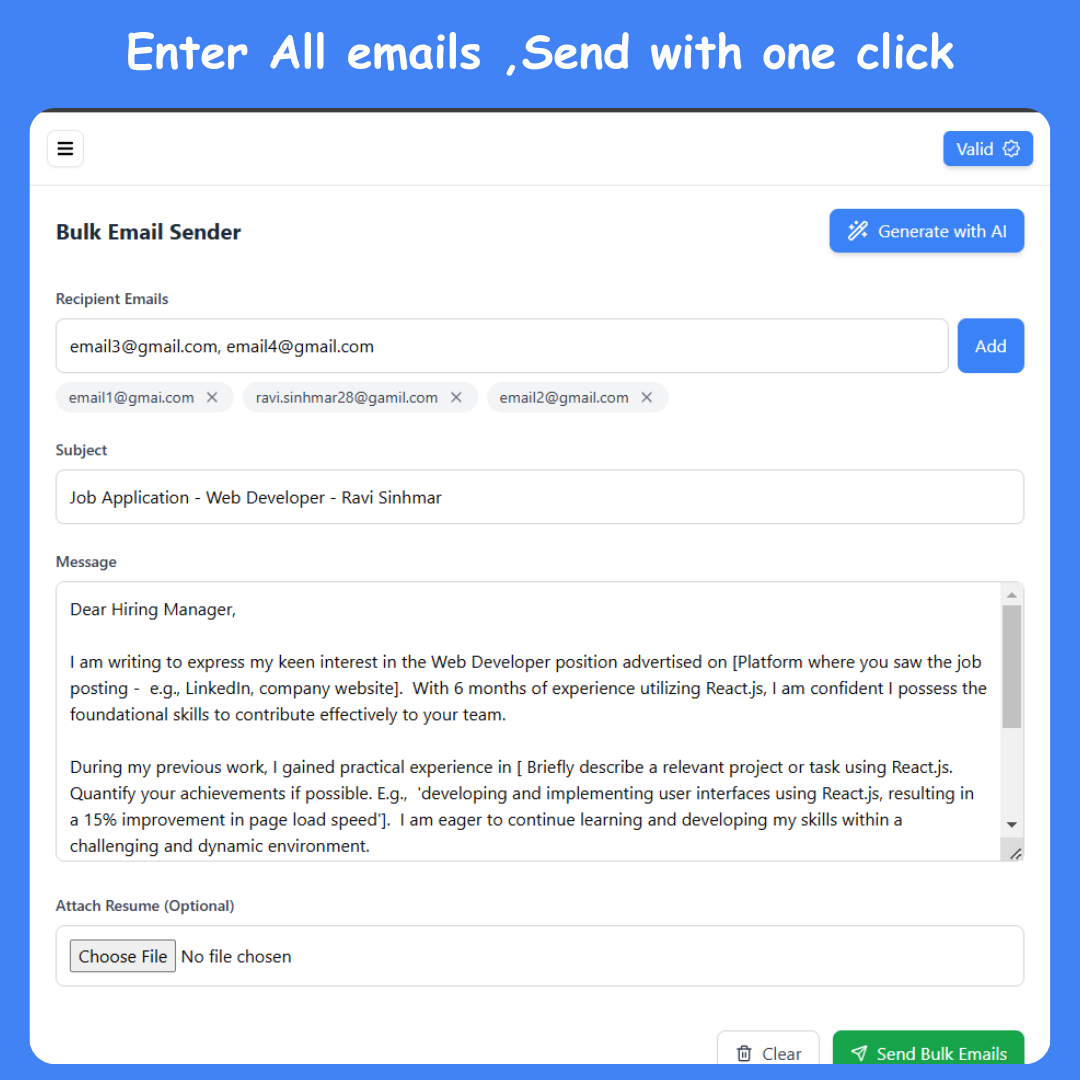 Enter All emails ,Send with one click
Valid
Bulk Email Sender
Generate with AI
Recipient Emails
email3@gmail.com, email4@gmail.com
Add
email1@gmai.com
ravi.sinhmar28@gamil.com
email2@gmail.com
Subject
Job Application - Web Developer - Ravi Sinhmar
Message
Dear Hiring Manager,
I am writing to express my keen interest in the Web Developer position advertised on [Platform where you saw the job
posting -  e.g., LinkedIn, company website].  With 6 months of experience utilizing React.js, I am confident I possess the
foundational skills to contribute effectively to your team.
During my previous work, I gained practical experience in [ Briefly describe a relevant project or task using React.js.
Quantify your achievements if possible. E.g.,  'developing and implementing user interfaces using React.js, resulting in
a 15% improvement in page load speed'].  I am eager to continue learning and developing my skills within a
challenging and dynamic environment.
Attach Resume (Optional)
Choose File No file chosen
Clear
Send Bulk Emails